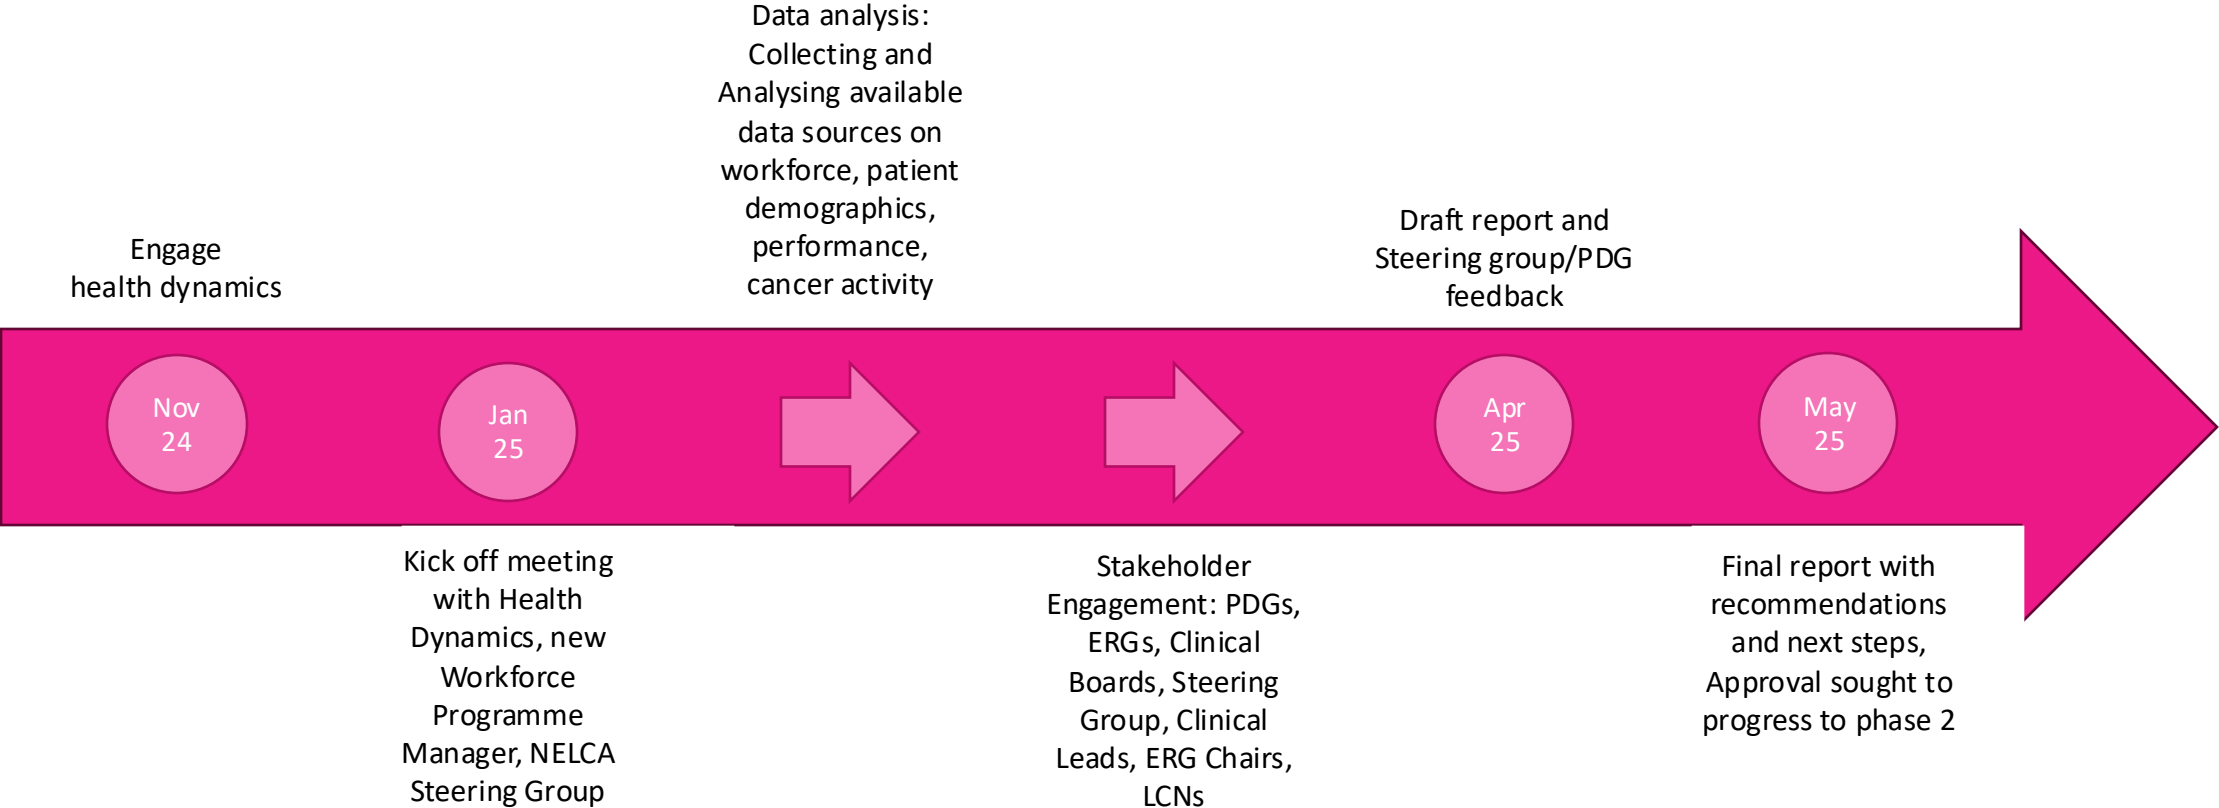 Engage
health dynamics
Nov
24
Jan
25
Kick off meeting
with Health
Dynamics, new
Workforce
Programme
Manager, NELCA
Steering Group
Data analysis:
Collecting and
Analysing available
data sources on
workforce, patient
demographics,
performance,
cancer activity
Stakeholder
Engagement: PDGs,
ERGs, Clinical
Boards, Steering
Group, Clinical
Leads, ERG Chairs,
LCNs
Draft report and
Steering group/PDG
feedback
Apr
25
May
25
Final report with
recommendations
and next steps,
Approval sought to
progress to phase 2